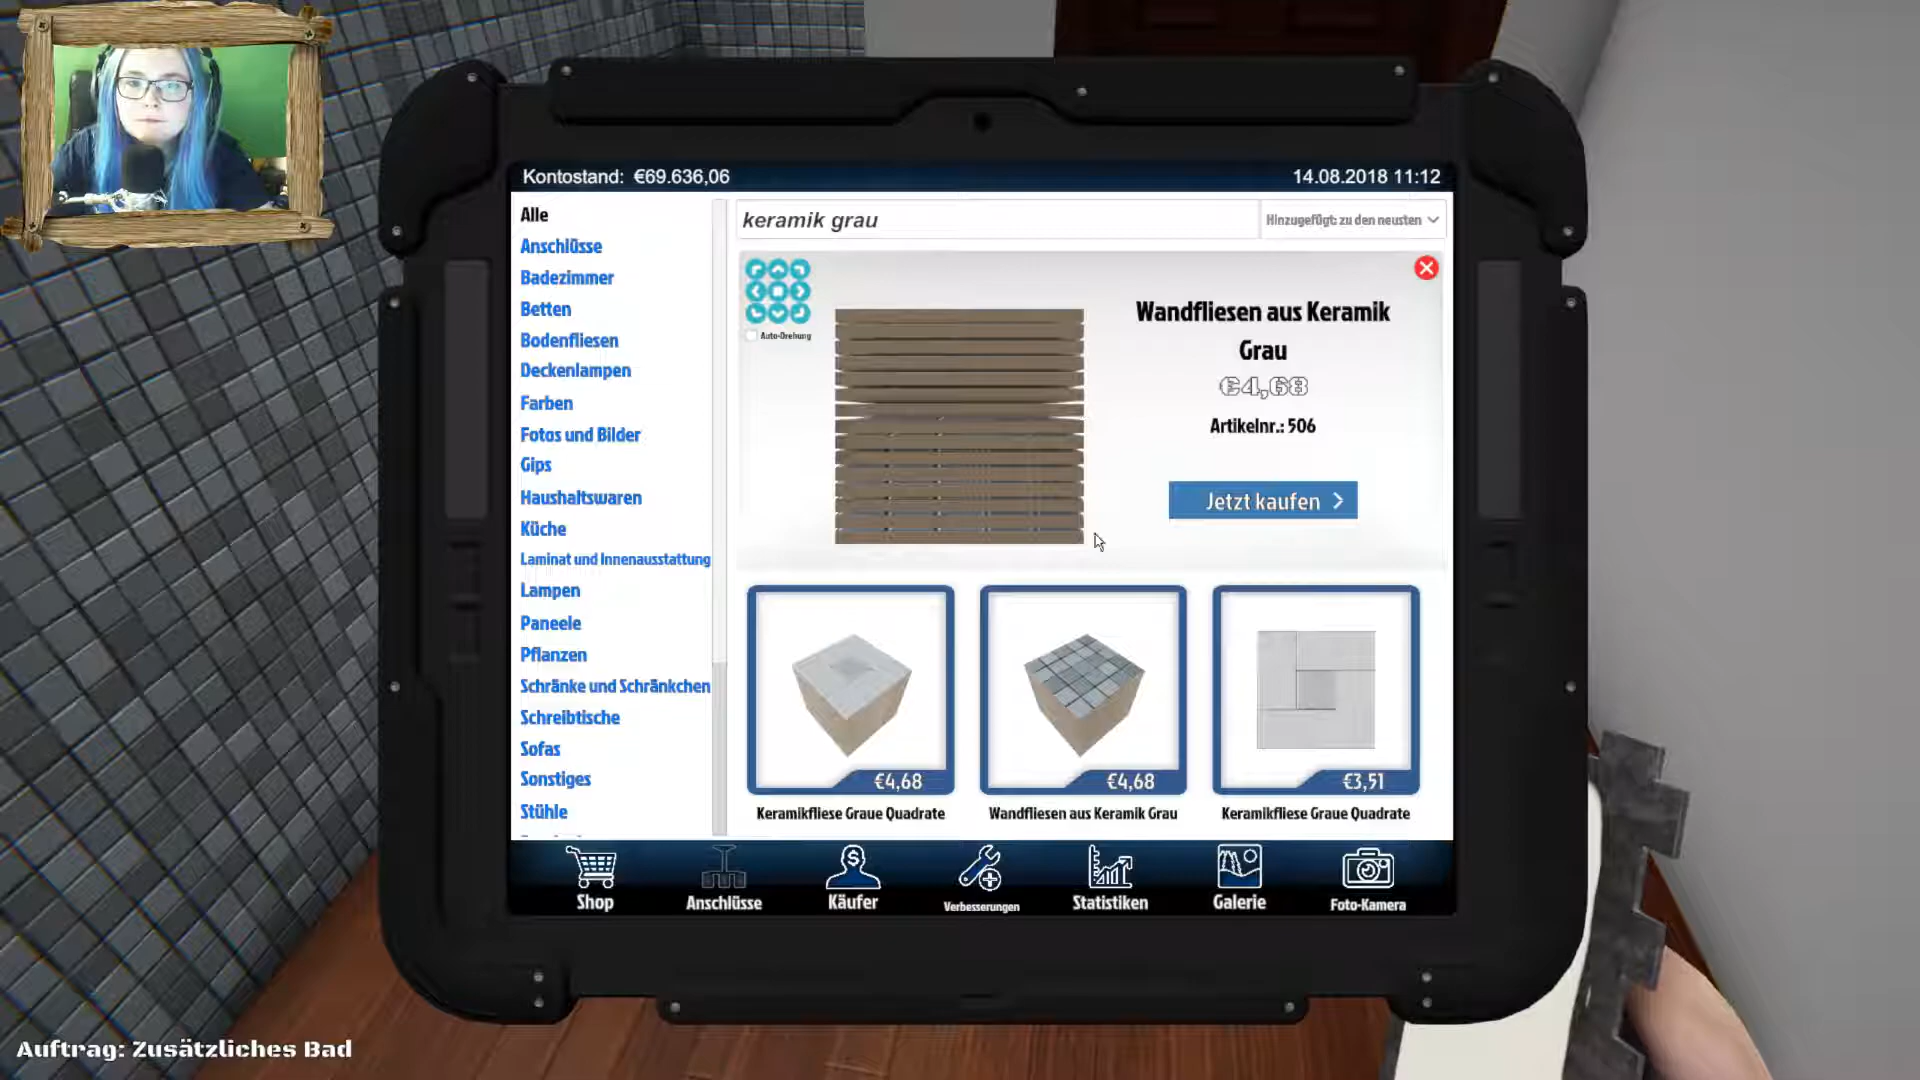 Kontostand: €69.636,06
14.08.2018 11:12
Alle
Anschlüsse
Badezimmer
Betten
Bodenfliesen
Deckenlampen
Farben
Fotos und Bilder
Gips
Haushaltswaren
Küche
Laminat und Innenausstattung
Lampen
Paneele
Pflanzen
Schränke und Schränkchen
Schreibtische
Sofas
Sonstiges
Stühle
keramik grau
Hinzugefügt: zu den neusten
Auto-Drehung
Wandfliesen aus Keramik
Grau
€4,68
Artikelnr.: 506
Jetzt kaufen
€4,68
Keramikfliese Graue Quadrate
€4,68
Wandfliesen aus Keramik Grau
€3,51
Keramikfliese Graue Quadrate
Shop
Anschlüsse
Käufer
Verbesserungen
Statistiken
Galerie
Foto-Kamera
Auftrag: Zusätzliches Bad